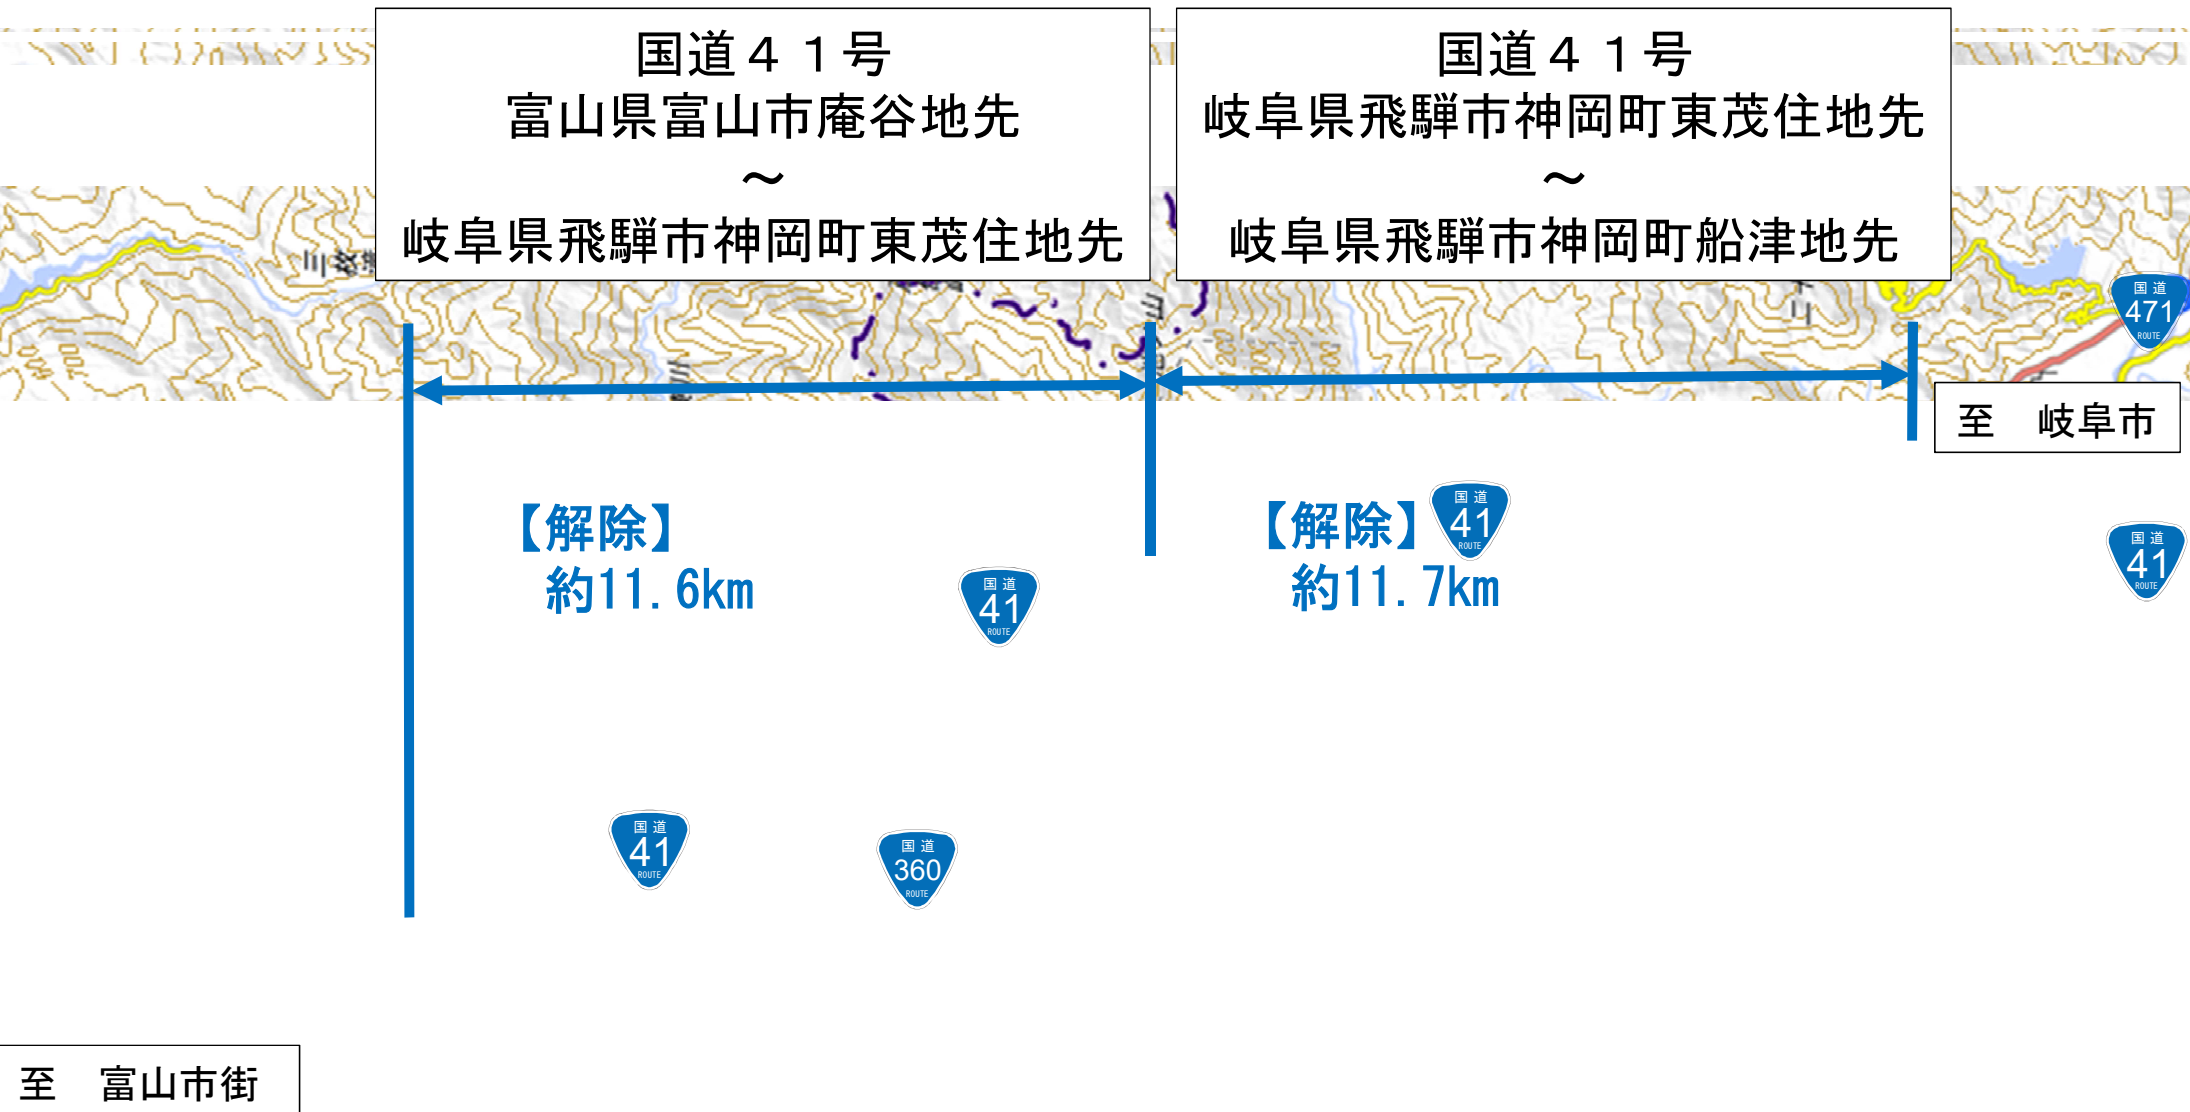 国道４１号
富山県富山市庵谷地先
～
岐阜県飛騨市神岡町東茂住地先
国道４１号
岐阜県飛騨市神岡町東茂住地先
～
岐阜県飛騨市神岡町船津地先
国道
471
ROUTE
至　岐阜市
【解除】
約11.6km
【解除】
約11.7km
国道
41
ROUTE
国道
41
ROUTE
国道
41
ROUTE
国道
41
ROUTE
国道
360
ROUTE
至　富山市街